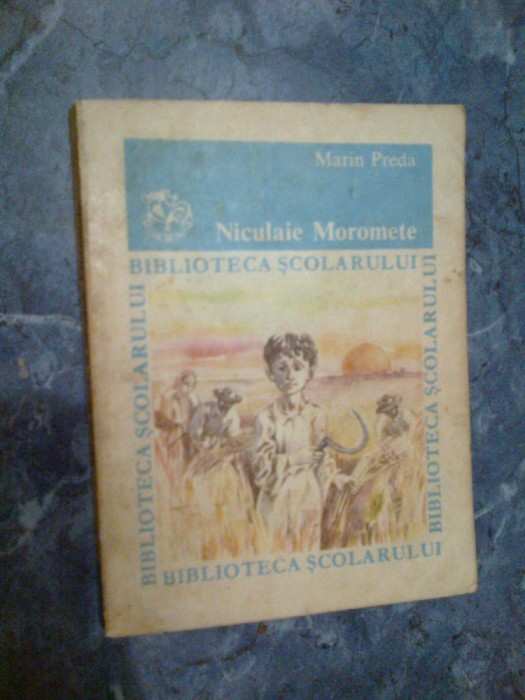 Marin Preda
Niculaie Moromete
BIBLIOTECA ȘCOLARULUI
BIBLIOTECA ȘCOLARULUI
BIBLIOTECA ȘCOLARULUI
BIBLIOTECA ȘCOLARULUI